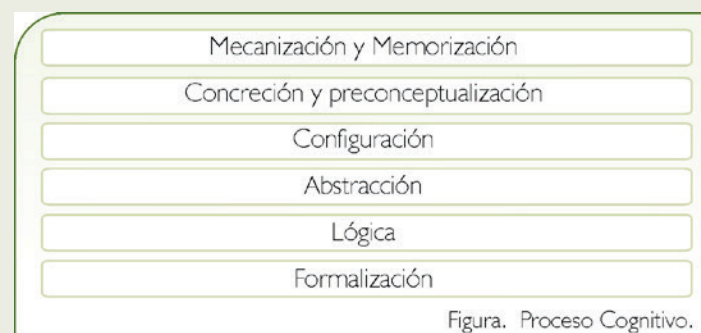 Mecanización y Memorización
Concreción y preconceptualización
Configuración
Abstracción
Lógica
Formalización
Figura. Proceso Cognitivo.